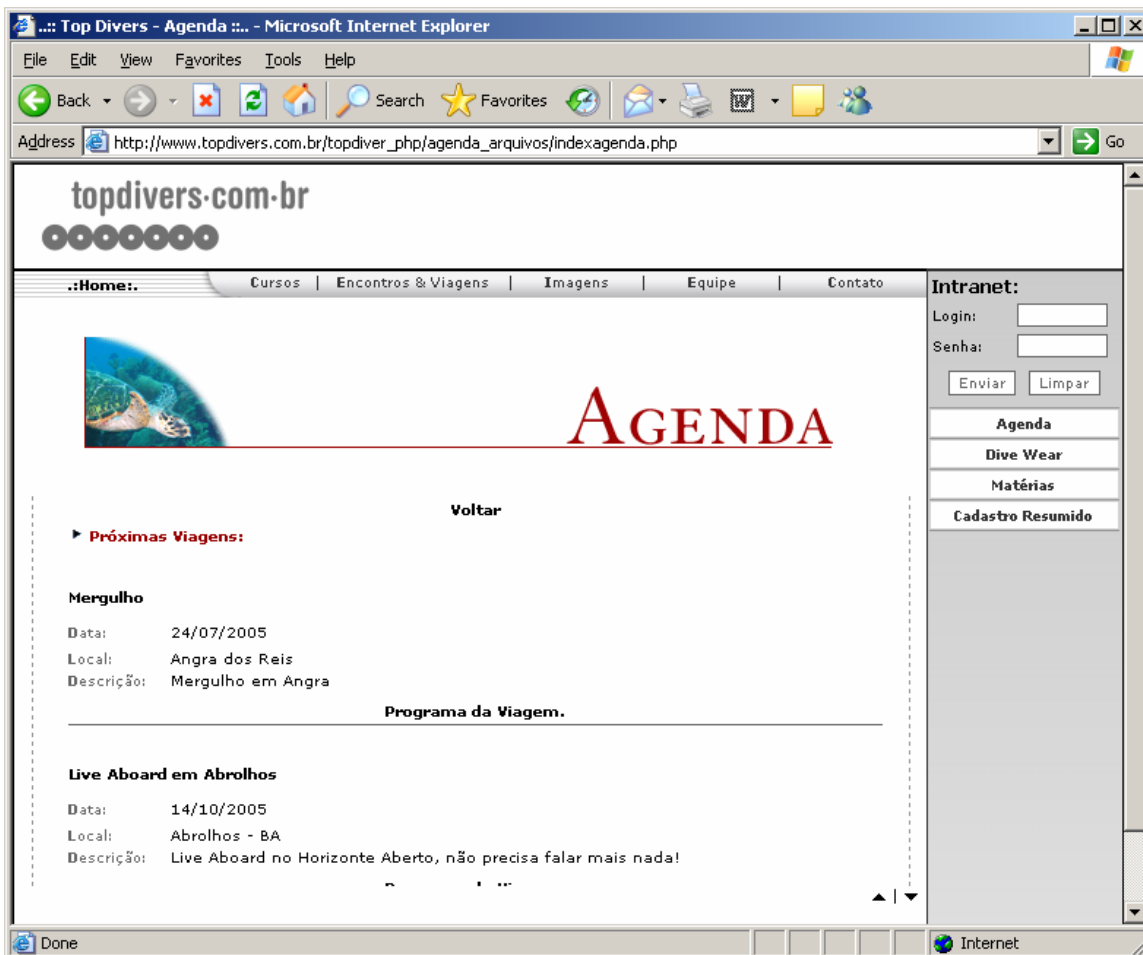 ..:: Top Divers - Agenda ::.. - Microsoft Internet Explorer
File Edit View Favorites Tools Help
Back Search Favorites
Address http://www.topdivers.com.br/topdiver_php/agenda_arquivos/indexagenda.php Go
topdivers·com·br
.:Home:. Cursos | Encontros & Viagens | Imagens | Equipe | Contato
Intranet:
Login:
Senha:
Enviar Limpar
Agenda
Dive Wear
Matérias
Cadastro Resumido
AGENDA
Voltar
Próximas Viagens:
Mergulho
Data: 24/07/2005
Local: Angra dos Reis
Descrição: Mergulho em Angra
Programa da Viagem.
Live Aboard em Abrolhos
Data: 14/10/2005
Local: Abrolhos - BA
Descrição: Live Aboard no Horizonte Aberto, não precisa falar mais nada!
Done Internet